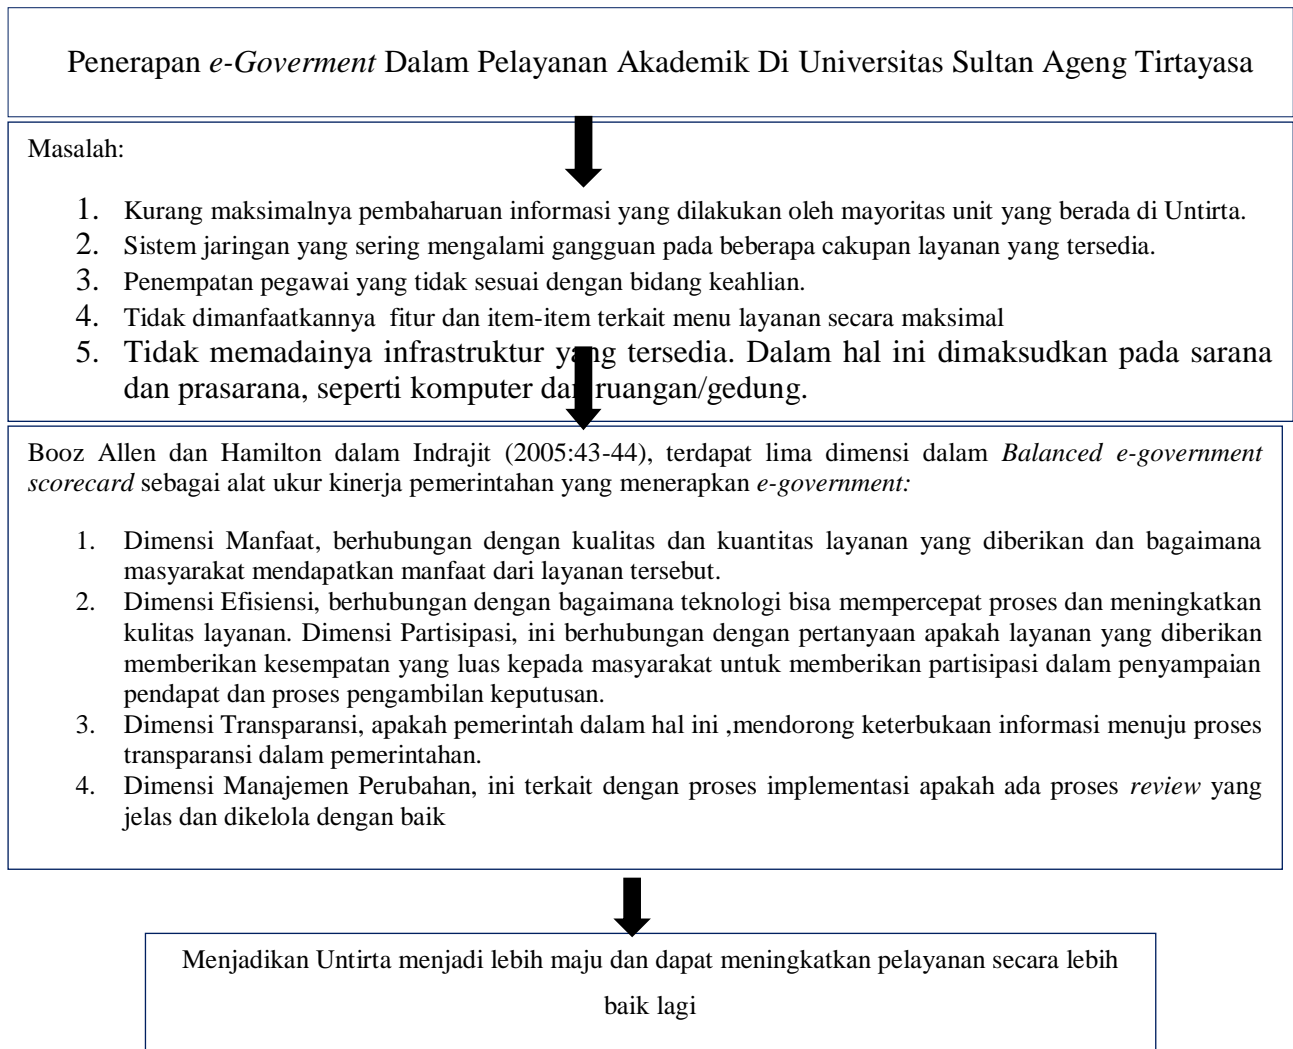 Penerapan e-Goverment Dalam Pelayanan Akademik Di Universitas Sultan Ageng Tirtayasa
Masalah:
1. Kurang maksimalnya pembaharuan informasi yang dilakukan oleh mayoritas unit yang berada di Untirta.
2. Sistem jaringan yang sering mengalami gangguan pada beberapa cakupan layanan yang tersedia.
3. Penempatan pegawai yang tidak sesuai dengan bidang keahlian.
4. Tidak dimanfaatkannya fitur dan item-item terkait menu layanan secara maksimal
5. Tidak memadainya infrastruktur yang tersedia. Dalam hal ini dimaksudkan pada sarana
dan prasarana, seperti komputer dan ruangan/gedung.
Booz Allen dan Hamilton dalam Indrajit (2005:43-44), terdapat lima dimensi dalam Balanced e-government
scorecard sebagai alat ukur kinerja pemerintahan yang menerapkan e-government:
1. Dimensi Manfaat, berhubungan dengan kualitas dan kuantitas layanan yang diberikan dan bagaimana
masyarakat mendapatkan manfaat dari layanan tersebut.
2. Dimensi Efisiensi, berhubungan dengan bagaimana teknologi bisa mempercepat proses dan meningkatkan
kulitas layanan. Dimensi Partisipasi, ini berhubungan dengan pertanyaan apakah layanan yang diberikan
memberikan kesempatan yang luas kepada masyarakat untuk memberikan partisipasi dalam penyampaian
pendapat dan proses pengambilan keputusan.
3. Dimensi Transparansi, apakah pemerintah dalam hal ini ,mendorong keterbukaan informasi menuju proses
transparansi dalam pemerintahan.
4. Dimensi Manajemen Perubahan, ini terkait dengan proses implementasi apakah ada proses review yang
jelas dan dikelola dengan baik
Menjadikan Untirta menjadi lebih maju dan dapat meningkatkan pelayanan secara lebih
baik lagi